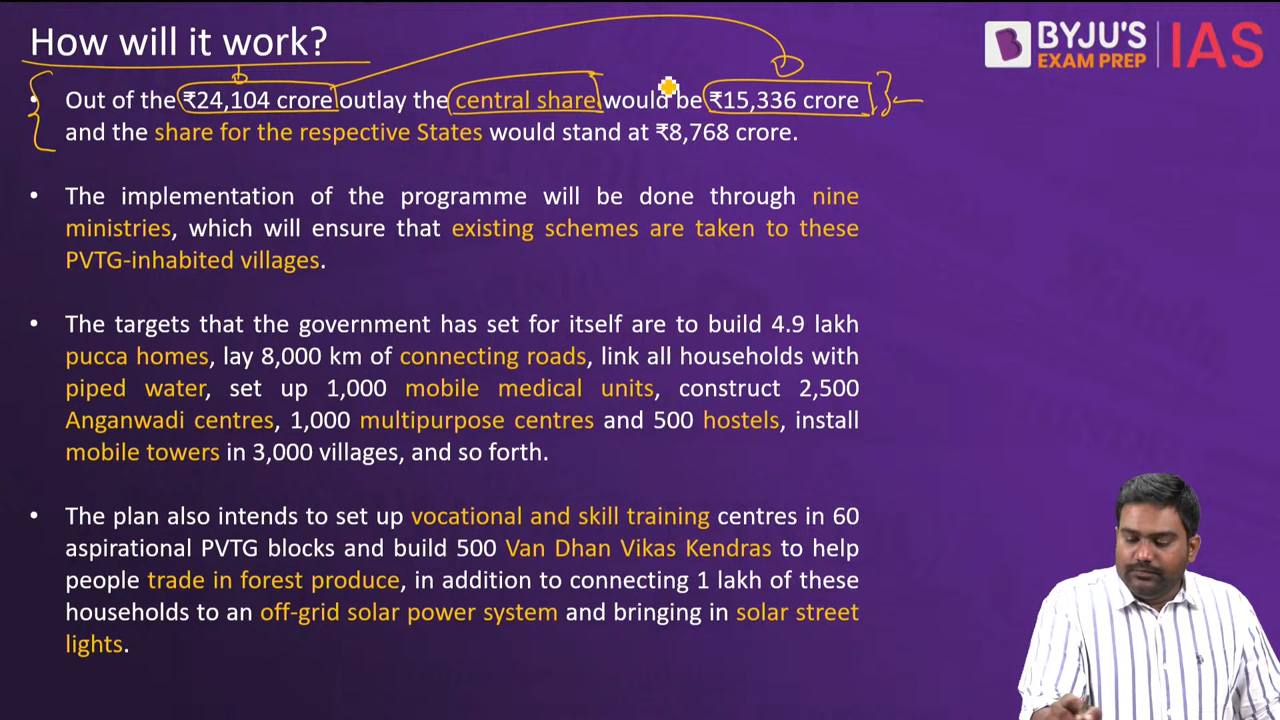 How will it work?
BYJU'S
EXAM PREP
IAS
• Out of the ₹24,104 crore outlay the central share would be ₹15,336 crore
and the share for the respective States would stand at ₹8,768 crore.
• The implementation of the programme will be done through nine
ministries, which will ensure that existing schemes are taken to these
PVTG-inhabited villages.
• The targets that the government has set for itself are to build 4.9 lakh
pucca homes, lay 8,000 km of connecting roads, link all households with
piped water, set up 1,000 mobile medical units, construct 2,500
Anganwadi centres, 1,000 multipurpose centres and 500 hostels, install
mobile towers in 3,000 villages, and so forth.
• The plan also intends to set up vocational and skill training centres in 60
aspirational PVTG blocks and build 500 Van Dhan Vikas Kendras to help
people trade in forest produce, in addition to connecting 1 lakh of these
households to an off-grid solar power system and bringing in solar street
lights.